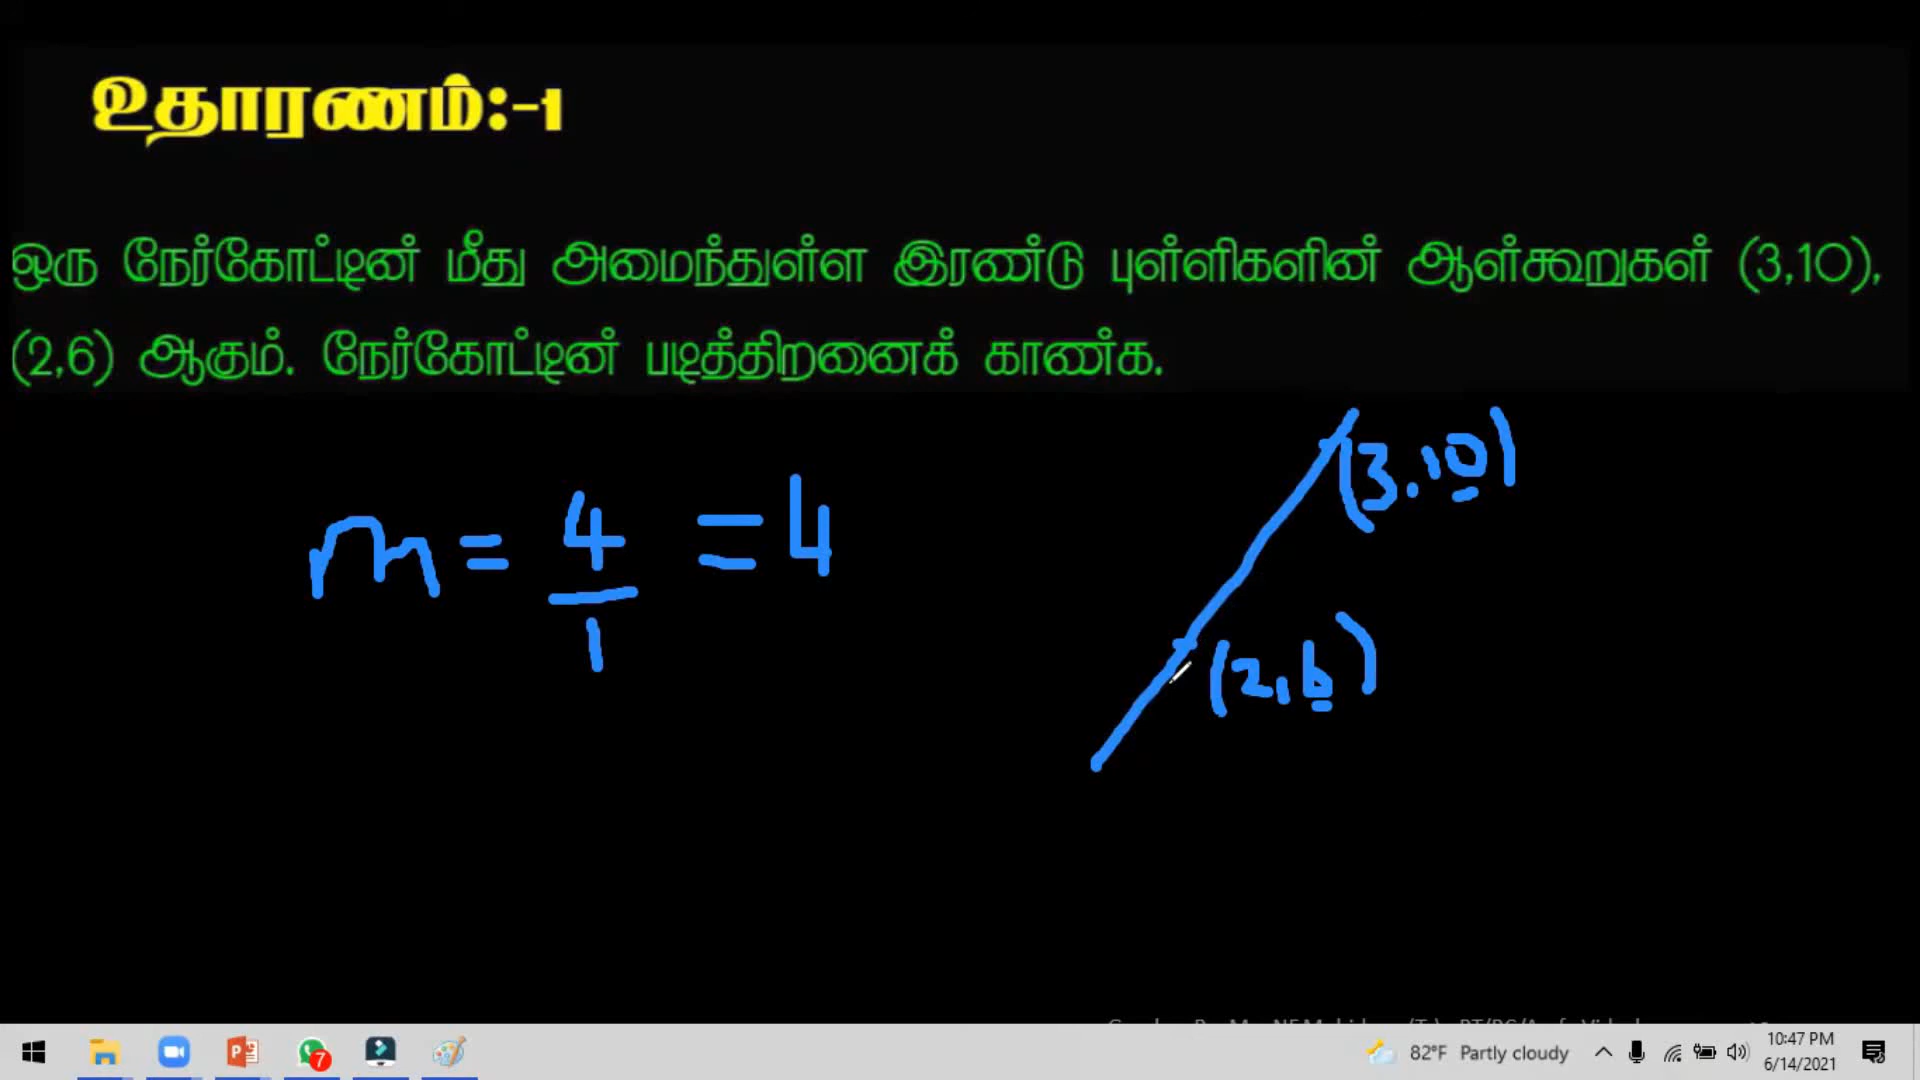 உதாரணம்:-1
ஒரு நேர்கோட்டின் மீது அமைந்துள்ள இரண்டு புள்ளிகளின் ஆள்கூறுகள் (3,10),
(2,6) ஆகும். நேர்கோட்டின் படித்திறனைக் காண்க.
(3,10)
m = 4/1 = 4
(2,6)
7
82°F Partly cloudy
10:47 PM
6/14/2021